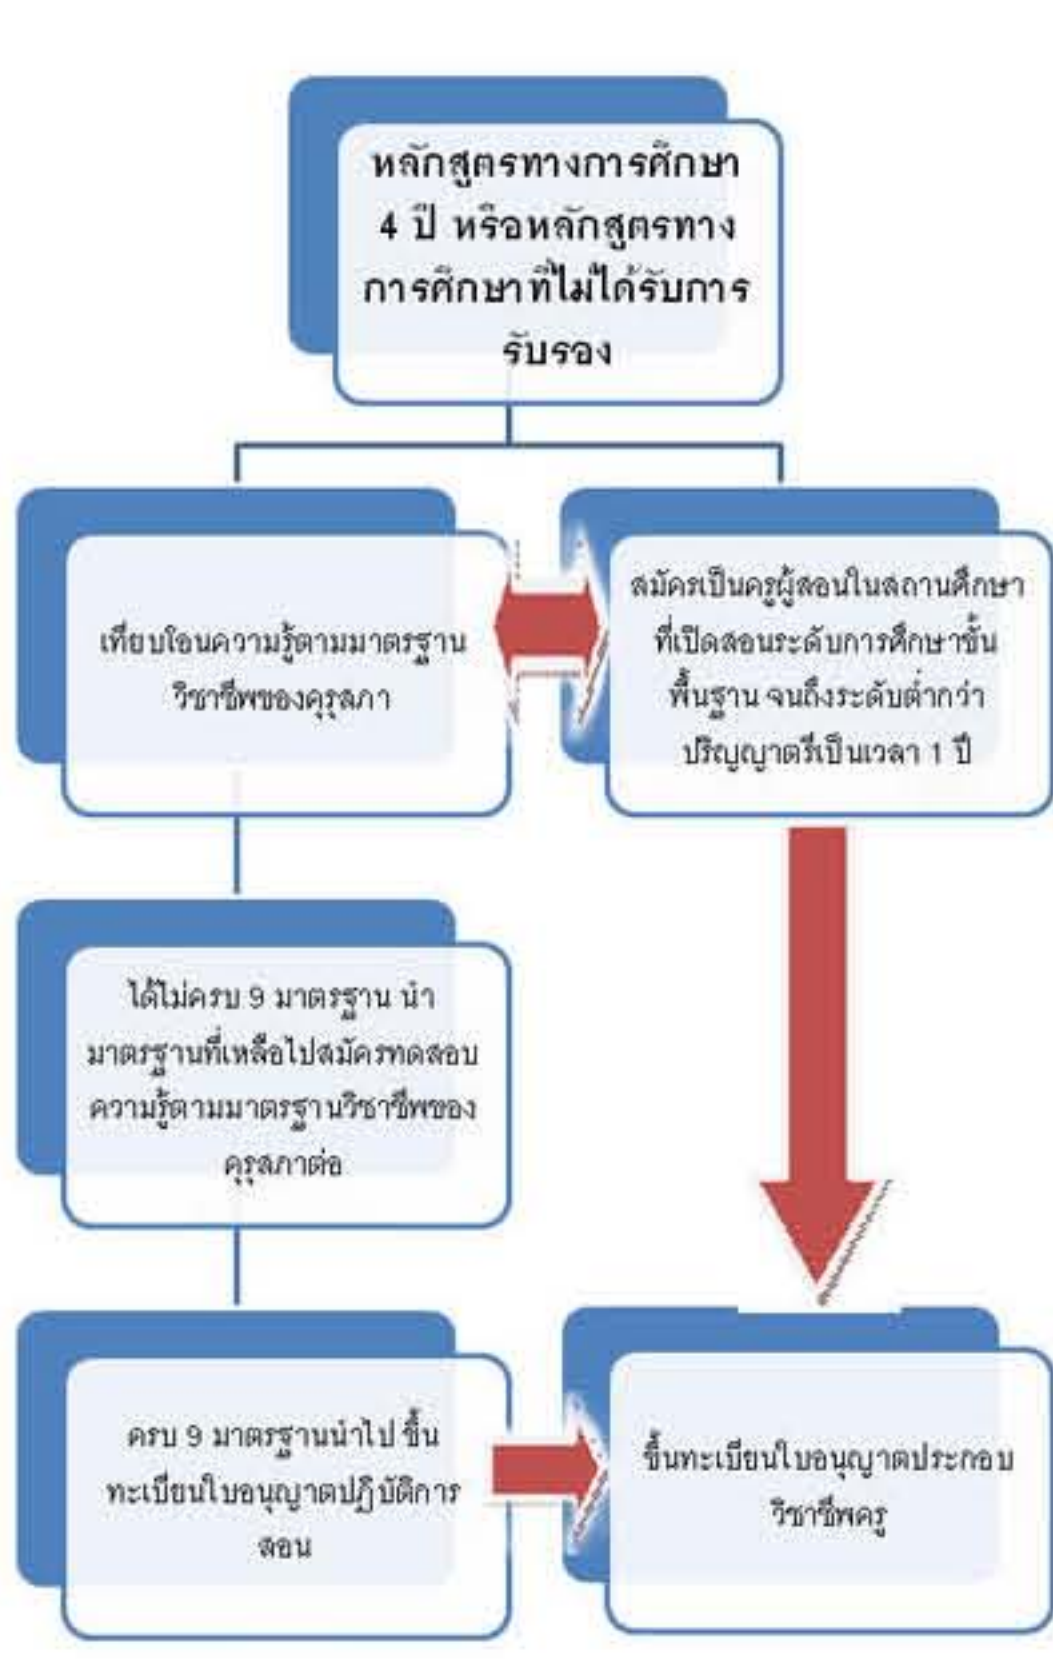 หลักสูตรทางการศึกษา
4 ปี หรือหลักสูตรทาง
การศึกษาที่ไม่ได้รับการ
รับรอง
เทียบโอนความรู้ตามมาตรฐาน
วิชาชีพของคุรุสภา
สมัครเป็นครูผู้สอนในสถานศึกษา
ที่เปิดสอนระดับการศึกษาขั้น
พื้นฐาน จนถึงระดับต่ำกว่า
ปริญญาตรีเป็นเวลา 1 ปี
ได้ไม่ครบ 9 มาตรฐาน นำ
มาตรฐานที่เหลือไปสมัครทดสอบ
ความรู้ตามมาตรฐานวิชาชีพของ
คุรุสภาต่อ
ครบ 9 มาตรฐานนำไป ขึ้น
ทะเบียนใบอนุญาตปฏิบัติการ
สอน
ขึ้นทะเบียนใบอนุญาตประกอบ
วิชาชีพครู